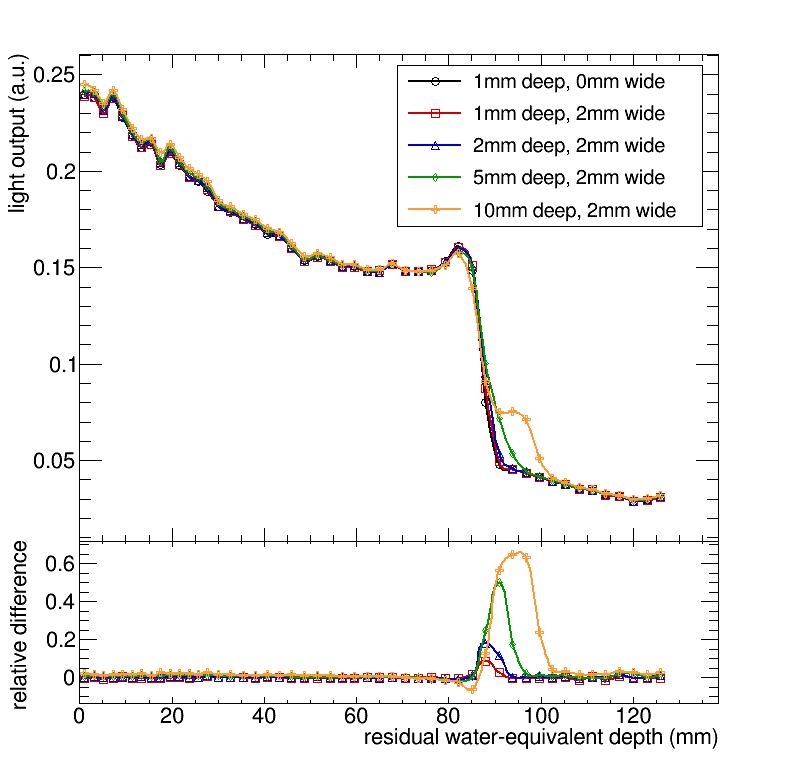 light output (a.u.)
0.25
0.2
0.15
0.1
0.05
1mm deep, 0mm wide
1mm deep, 2mm wide
2mm deep, 2mm wide
5mm deep, 2mm wide
10mm deep, 2mm wide
relative difference
0.6
0.4
0.2
0
0 20 40 60 80 100 120
residual water-equivalent depth (mm)